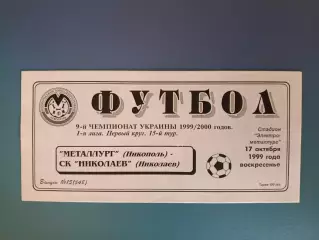 ФУТБОЛ
9-й ЧЕМПИОНАТ УКРАИНЫ 1999/2000 годов.
1-я лига. Первый круг. 15-й тур.
"МЕТАЛЛУРГ" (Никополь) -
СК "НИКОЛАЕВ" (Николаев)
Стадион
"Электро-
металлург"
17 октября
1999 года
воскресенье